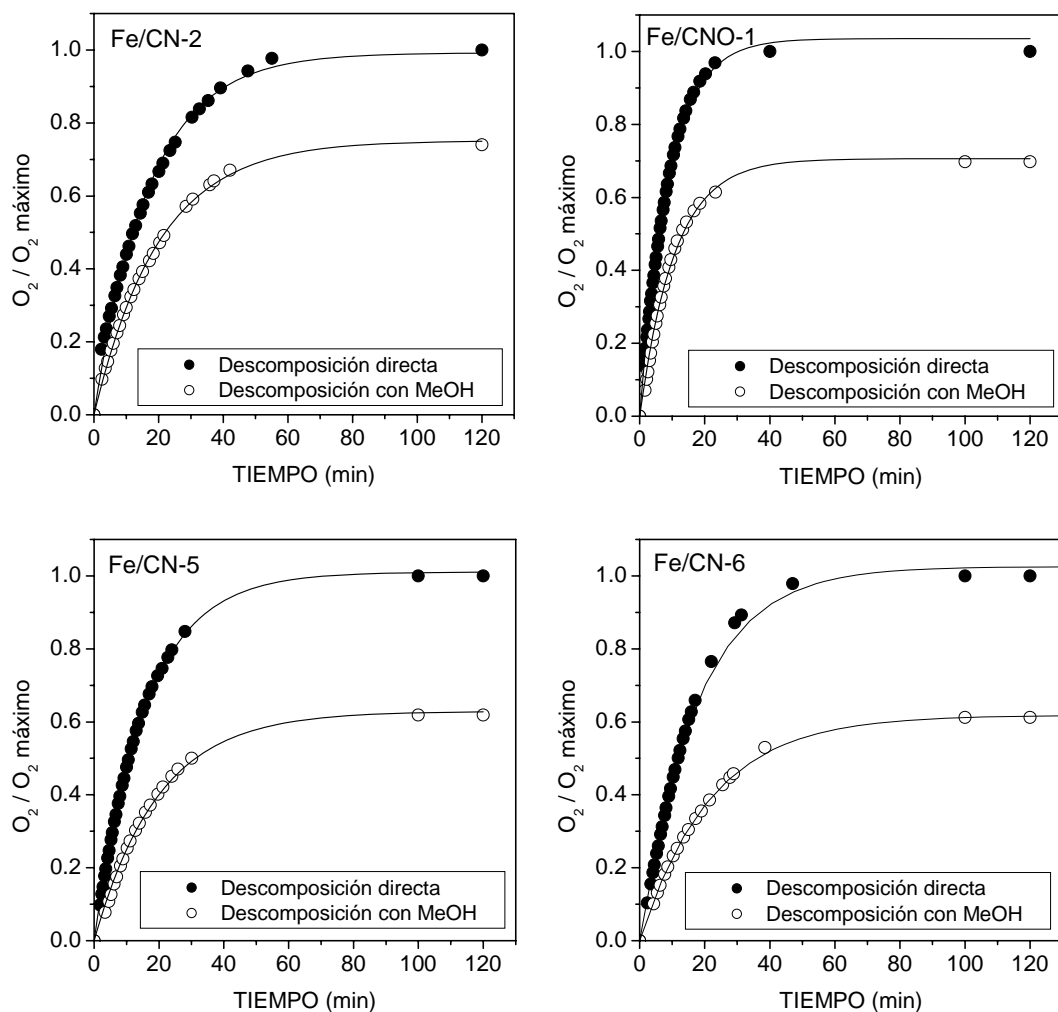 Fe/CN-2
1.0
0.8
0.6
0.4
0.2
0.0
O2 / O2 máximo
Descomposición directa
Descomposición con MeOH
0 20 40 60 80 100 120
TIEMPO (min)
Fe/CNO-1
1.0
0.8
0.6
0.4
0.2
0.0
O2 / O2 máximo
Descomposición directa
Descomposición con MeOH
0 20 40 60 80 100 120
TIEMPO (min)
Fe/CN-5
1.0
0.8
0.6
0.4
0.2
0.0
O2 / O2 máximo
Descomposición directa
Descomposición con MeOH
0 20 40 60 80 100 120
TIEMPO (min)
Fe/CN-6
1.0
0.8
0.6
0.4
0.2
0.0
O2 / O2 máximo
Descomposición directa
Descomposición con MeOH
0 20 40 60 80 100 120
TIEMPO (min)